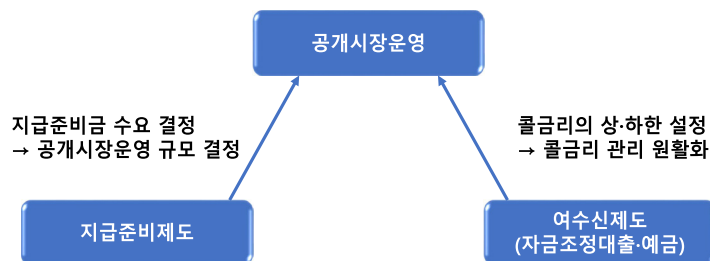 공개시장운영
지급준비금 수요 결정
→ 공개시장운영 규모 결정
콜금리의 상·하한 설정
→ 콜금리 관리 원활화
지급준비제도
여수신제도
(자금조정대출·예금)